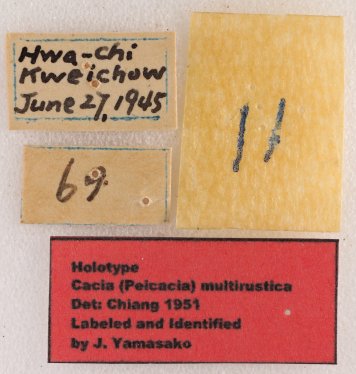 Hwa-chi
Kweichow
June 27, 1945
69
11
Holotype
Cacia (Peicacia) multirustica
Det: Chiang 1951
Labeled and Identified
by J. Yamasako